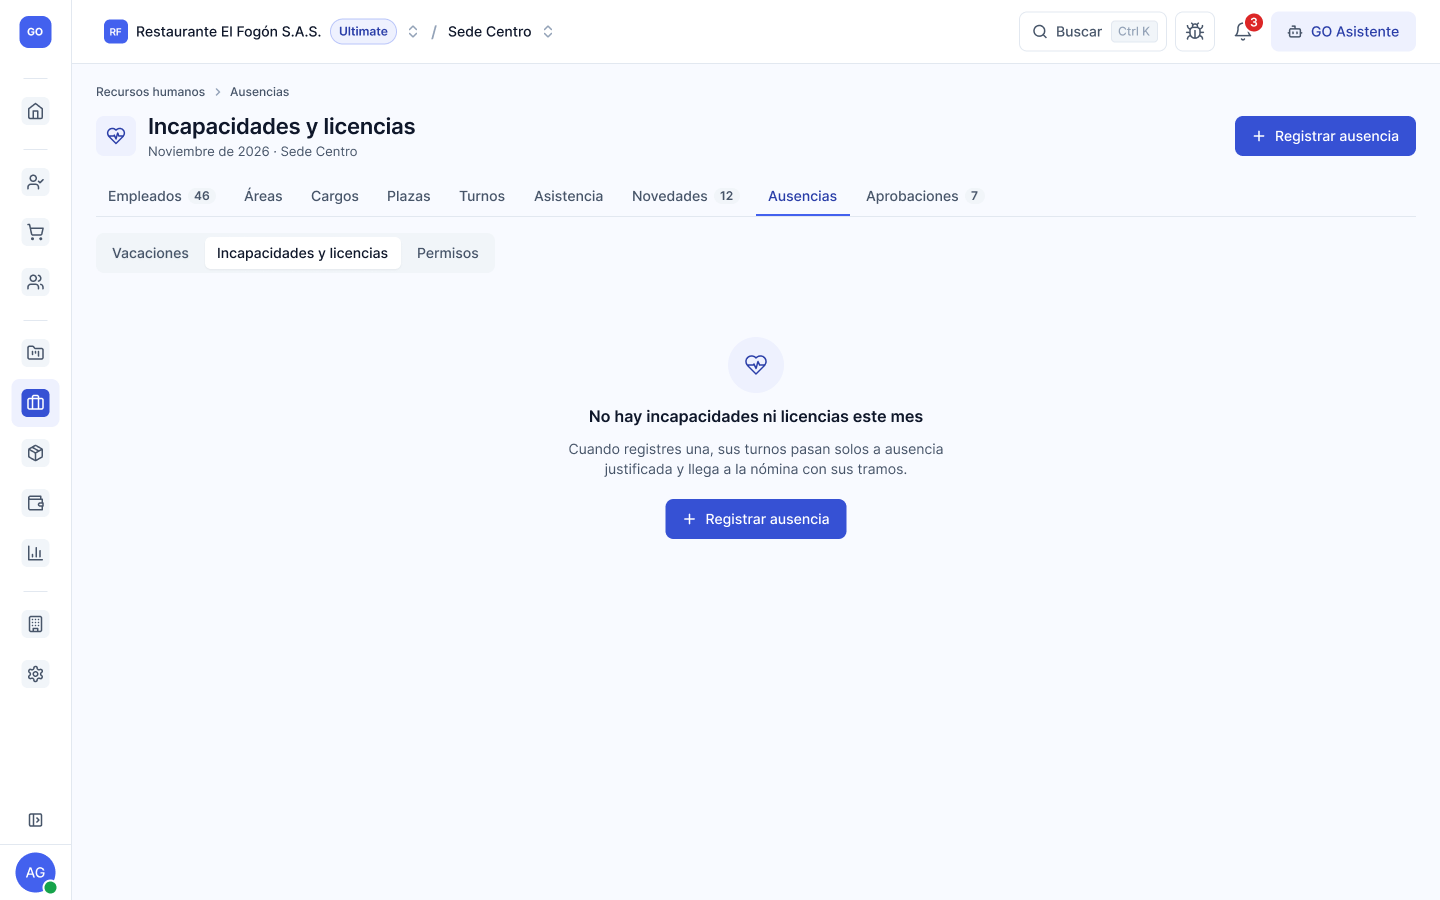 GO
RF Restaurante El Fogón S.A.S. Ultimate / Sede Centro
Buscar Ctrl K
3
GO Asistente
Recursos humanos > Ausencias
Incapacidades y licencias
Noviembre de 2026 · Sede Centro
+ Registrar ausencia
Empleados 46 Áreas Cargos Plazas Turnos Asistencia Novedades 12 Ausencias Aprobaciones 7
Vacaciones Incapacidades y licencias Permisos
No hay incapacidades ni licencias este mes
Cuando registres una, sus turnos pasan solos a ausencia
justificada y llega a la nómina con sus tramos.
+ Registrar ausencia
AG